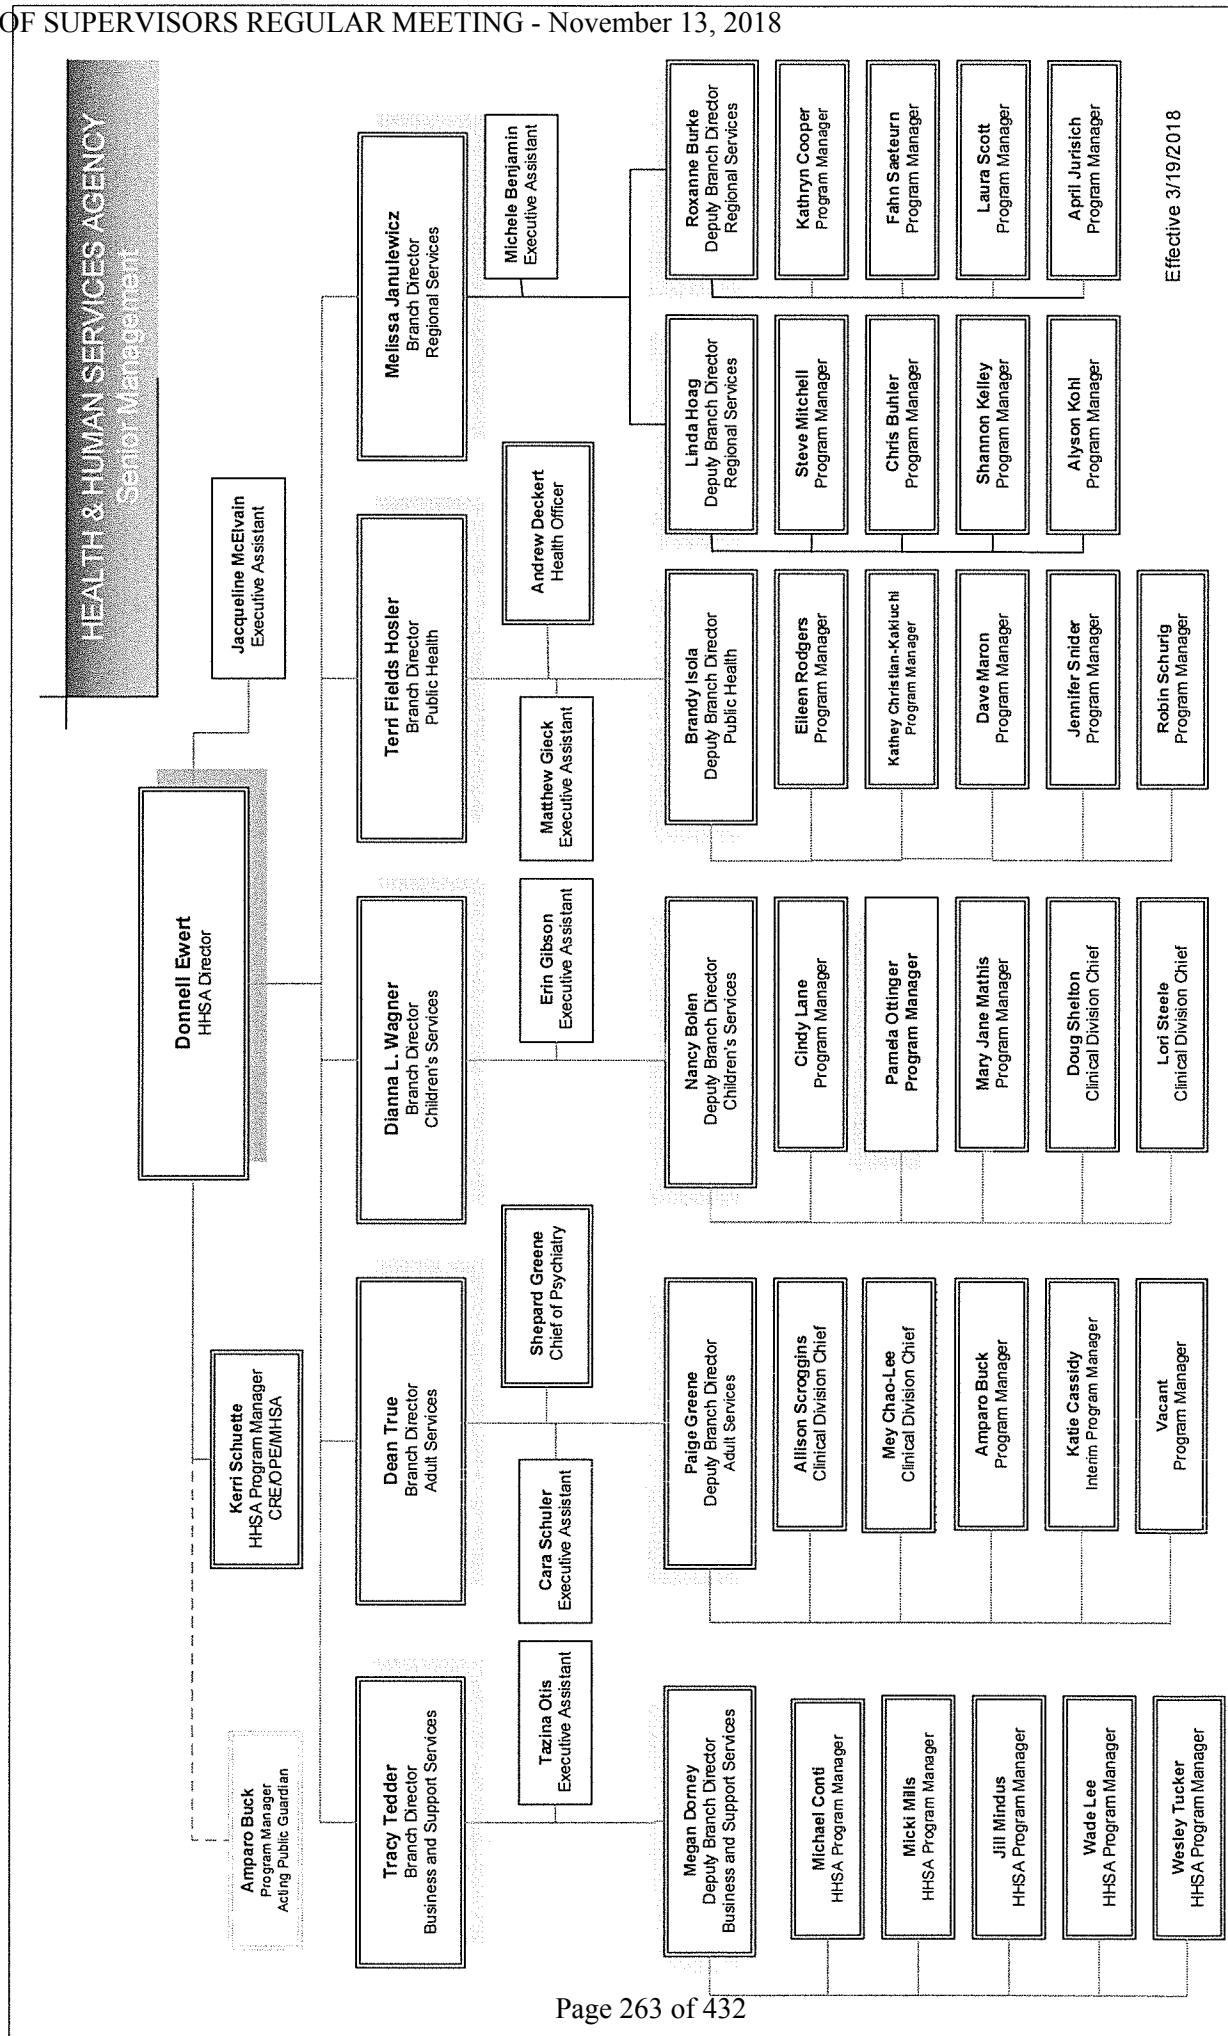 OF SUPERVISORS REGULAR MEETING - November 13, 2018
HEALTH & HUMAN SERVICES AGENCY
Senior Management
Donnell Ewert
HHSA Director
Jacqueline McElvain
Executive Assistant
Kerri Schuette
HHSA Program Manager
CRE/OPE/MHSA
Amparo Buck
Program Manager
Acting Public Guardian
Tracy Tedder
Branch Director
Business and Support Services
Dean True
Branch Director
Adult Services
Dianna L. Wagner
Branch Director
Children's Services
Terri Fields Hosler
Branch Director
Public Health
Melissa Janulewicz
Branch Director
Regional Services
Tazina Otis
Executive Assistant
Cara Schuler
Executive Assistant
Shepard Greene
Chief of Psychiatry
Erin Gibson
Executive Assistant
Matthew Gieck
Executive Assistant
Andrew Deckert
Health Officer
Michele Benjamin
Executive Assistant
Megan Dorney
Deputy Branch Director
Business and Support Services
Michael Conti
HHSA Program Manager
Micki Mills
HHSA Program Manager
Jill Mindus
HHSA Program Manager
Wade Lee
HHSA Program Manager
Wesley Tucker
HHSA Program Manager
Paige Greene
Deputy Branch Director
Adult Services
Allison Scroggins
Clinical Division Chief
Mey Chao-Lee
Clinical Division Chief
Amparo Buck
Program Manager
Katie Cassidy
Interim Program Manager
Vacant
Program Manager
Nancy Bolen
Deputy Branch Director
Children's Services
Cindy Lane
Program Manager
Pamela Ottinger
Program Manager
Mary Jane Mathis
Program Manager
Doug Shelton
Clinical Division Chief
Lori Steele
Clinical Division Chief
Brandy Isola
Deputy Branch Director
Public Health
Eileen Rodgers
Program Manager
Kathey Christian-Kakiuchi
Program Manager
Dave Maron
Program Manager
Jennifer Snider
Program Manager
Robin Schurig
Program Manager
Linda Hoag
Deputy Branch Director
Regional Services
Steve Mitchell
Program Manager
Chris Buhler
Program Manager
Shannon Kelley
Program Manager
Alyson Kohl
Program Manager
Roxanne Burke
Deputy Branch Director
Regional Services
Kathryn Cooper
Program Manager
Fahn Saeteurn
Program Manager
Laura Scott
Program Manager
April Jurisich
Program Manager
Effective 3/19/2018
Page 263 of 432